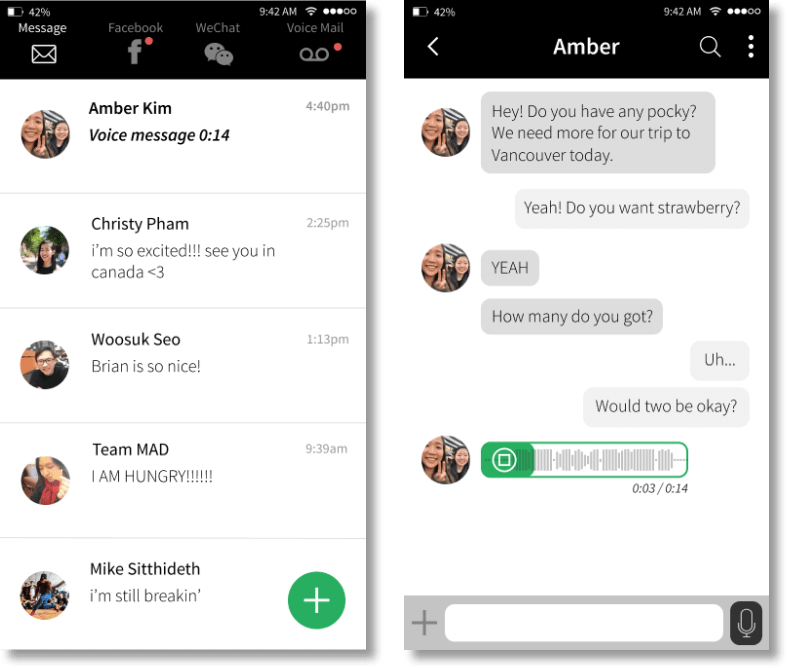 42%
9:42 AM
Message
Facebook
WeChat
Voice Mail
Amber Kim
4:40pm
Voice message 0:14
Christy Pham
2:25pm
i'm so excited!!! see you in
canada <3
Woosuk Seo
1:13pm
Brian is so nice!
Team MAD
9:39am
I AM HUNGRY!!!!!!
Mike Sitthideth
i'm still breakin'
42%
9:42 AM
Amber
Hey! Do you have any pocky?
We need more for our trip to
Vancouver today.
Yeah! Do you want strawberry?
YEAH
How many do you got?
Uh...
Would two be okay?
0:03 / 0:14